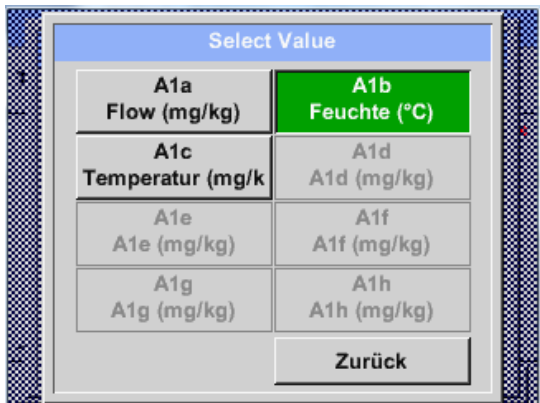 Select Value
A1a
Flow (mg/kg)
A1b
Feuchte (°C)
A1c
Temperatur (mg/k
A1d
A1d (mg/kg)
A1e
A1e (mg/kg)
A1f
A1f (mg/kg)
A1g
A1g (mg/kg)
A1h
A1h (mg/kg)
Zurück